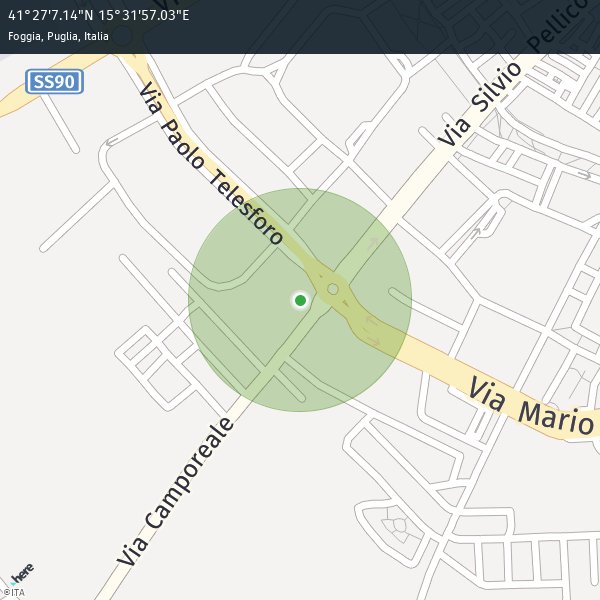 41°27'7.14"N 15°31'57.03"E
Foggia, Puglia, Italia
SS90
Via Silvio Pellico
Via Paolo Telesforo
Via Mario
Via Camporeale
here
©ITA